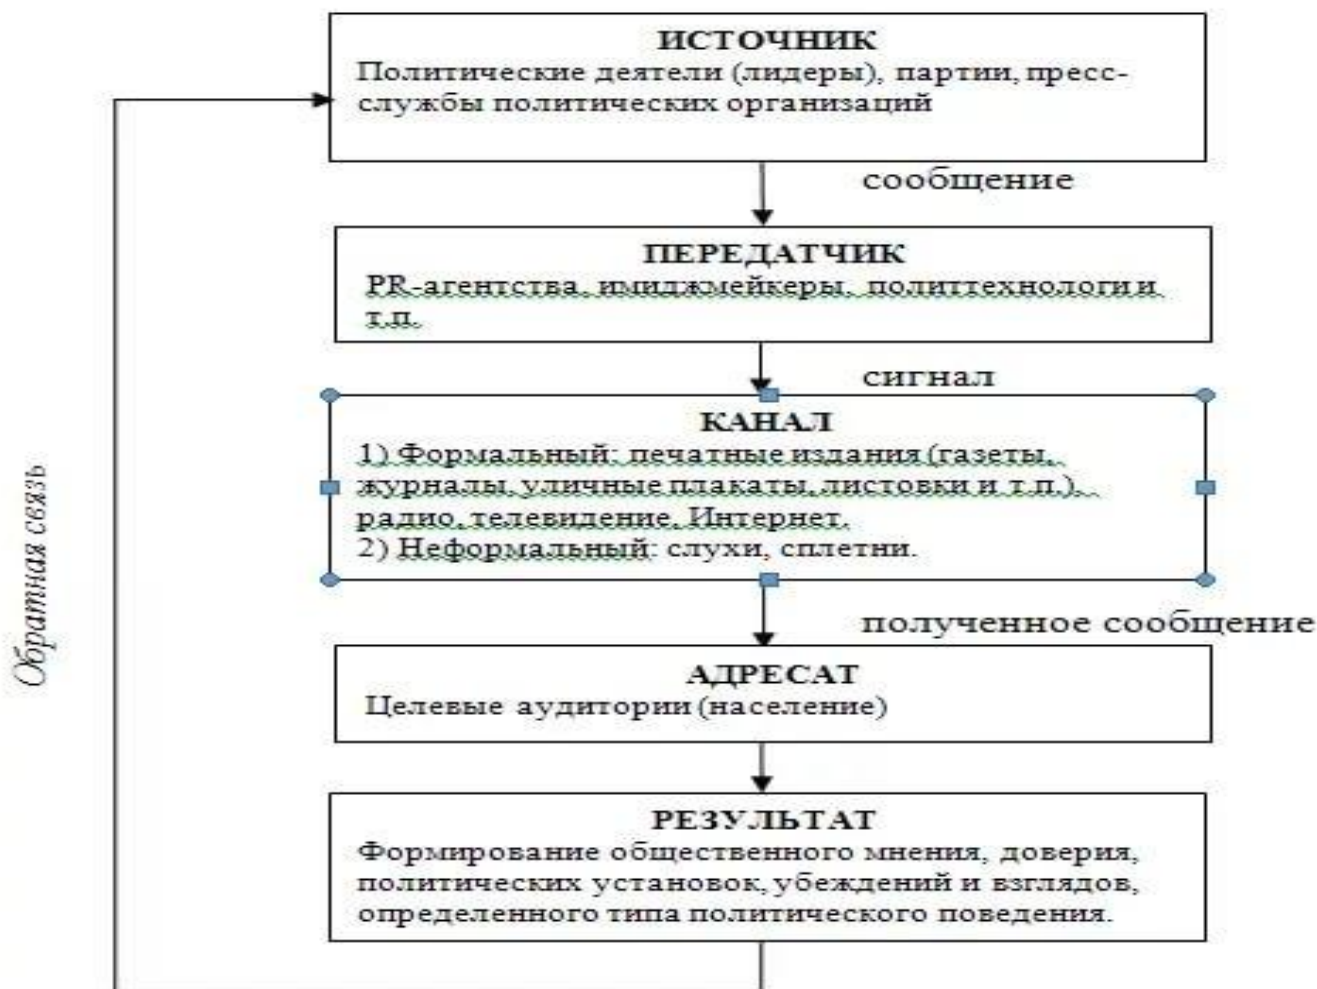 ИСТОЧНИК
Политические деятели (лидеры), партии, пресс-
службы политических организаций
сообщение
ПЕРЕДАТЧИК
PR-агентства, имиджмейкеры, политтехнологи и
т.п.
сигнал
КАНАЛ
1) Формальный: печатные издания (газеты,
журналы, уличные плакаты, листовки и т.п.),
радио, телевидение, Интернет.
2) Неформальный: слухи, сплетни.
полученное сообщение
АДРЕСАТ
Целевые аудитории (население)
РЕЗУЛЬТАТ
Формирование общественного мнения, доверия,
политических установок, убеждений и взглядов,
определенного типа политического поведения.
Обратная связь